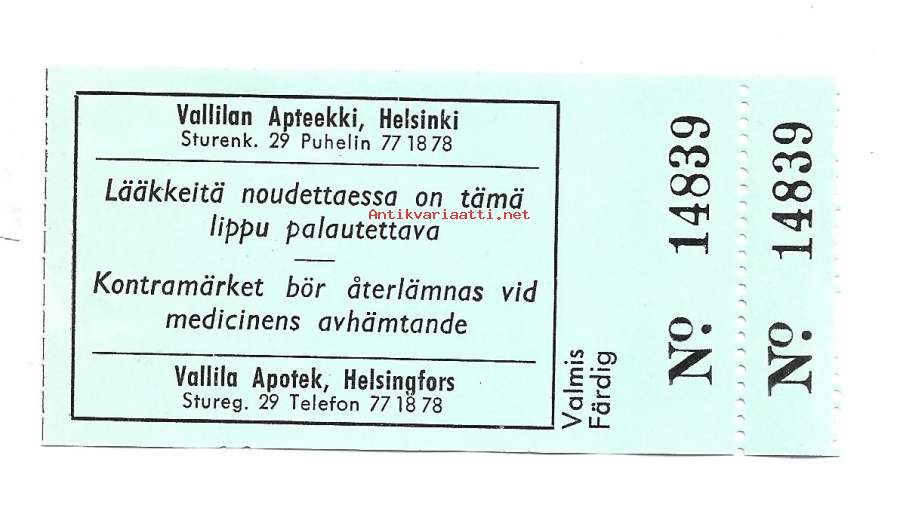 Vallilan Apteekki, Helsinki
Sturenk. 29 Puhelin 77 18 78
Lääkkeitä noudettaessa on tämä
Antikvariaatti.net
lippu palautettava
Kontramärket bör återlämnas vid
medicinens avhämtande
Vallila Apotek, Helsingfors
Stureg. 29 Telefon 77 18 78
Valmis
Färdig
Nº. 14839
Nº. 14839